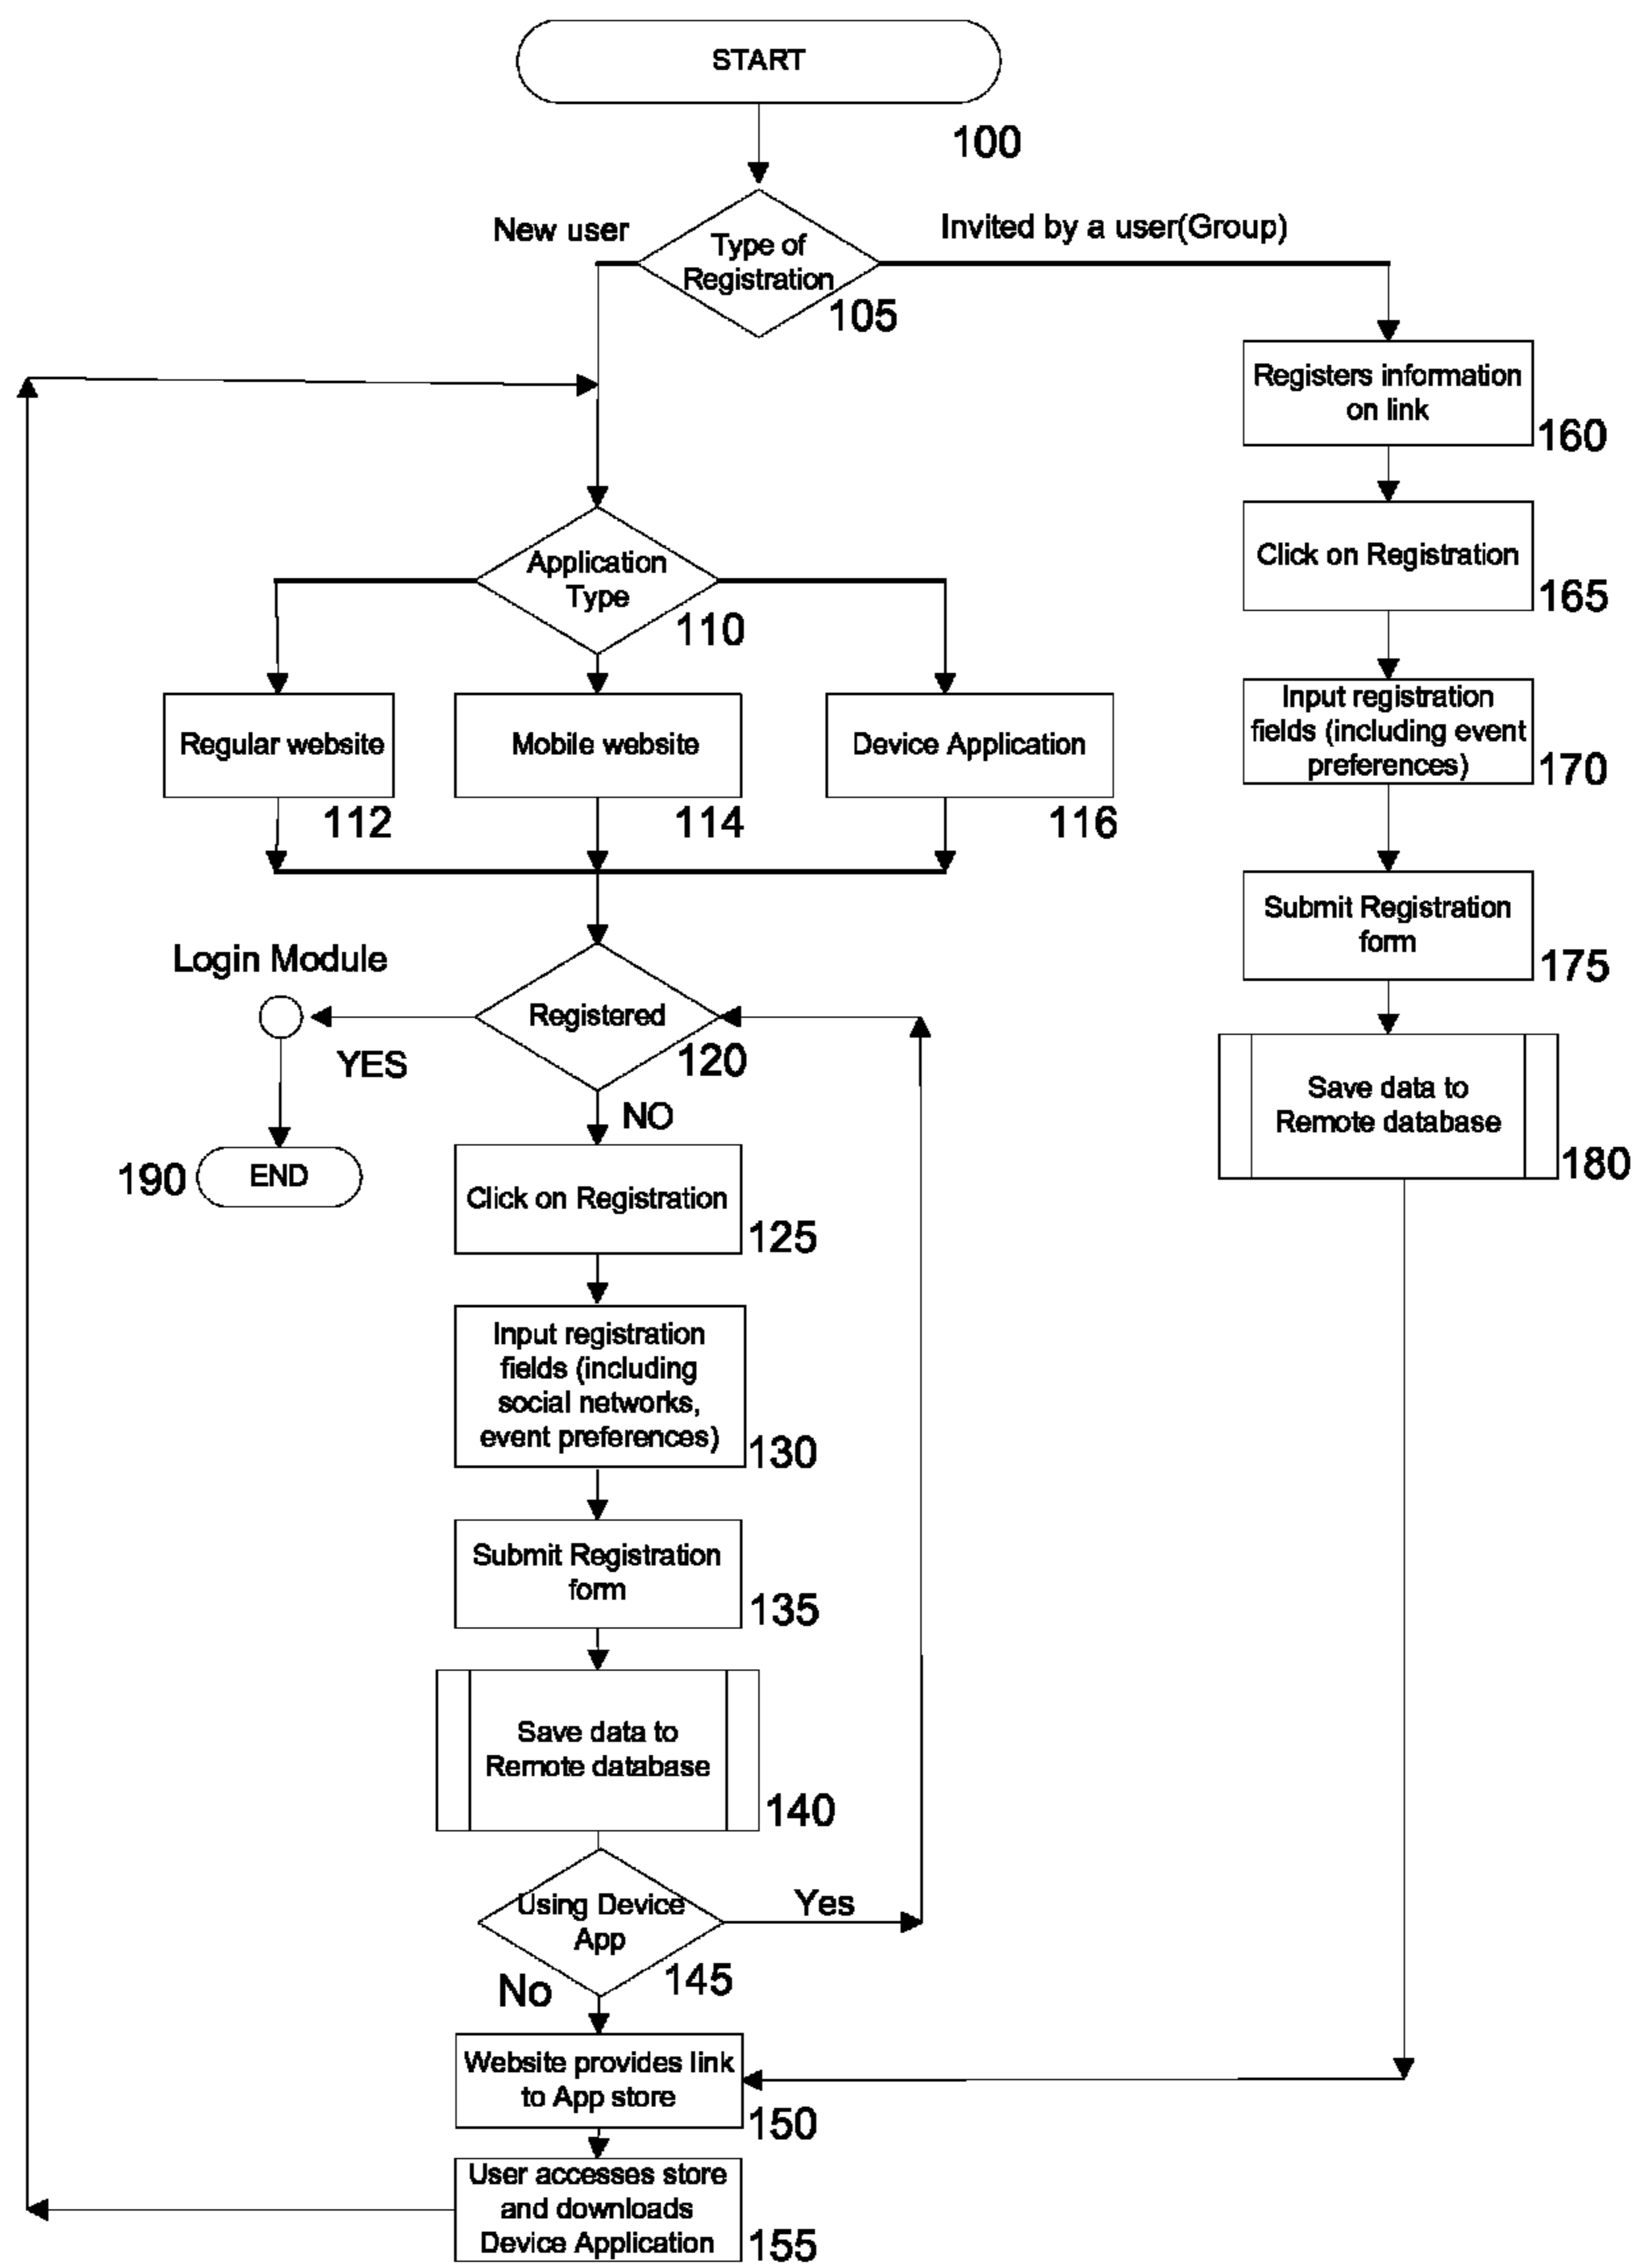 START
100
New user
Invited by a user(Group)
Type of
Registration
105
Registers information
on link
160
Click on Registration
165
Application
Type
110
Input registration
fields (including event
preferences)
170
Regular website
112
Mobile website
114
Device Application
116
Submit Registration
form
175
Login Module
Registered
120
YES
NO
Save data to
Remote database
180
190
END
Click on Registration
125
Input registration
fields (including
social networks,
event preferences)
130
Submit Registration
form
135
Save data to
Remote database
140
Using Device
App
145
Yes
No
Website provides link
to App store
150
User accesses store
and downloads
Device Application
155